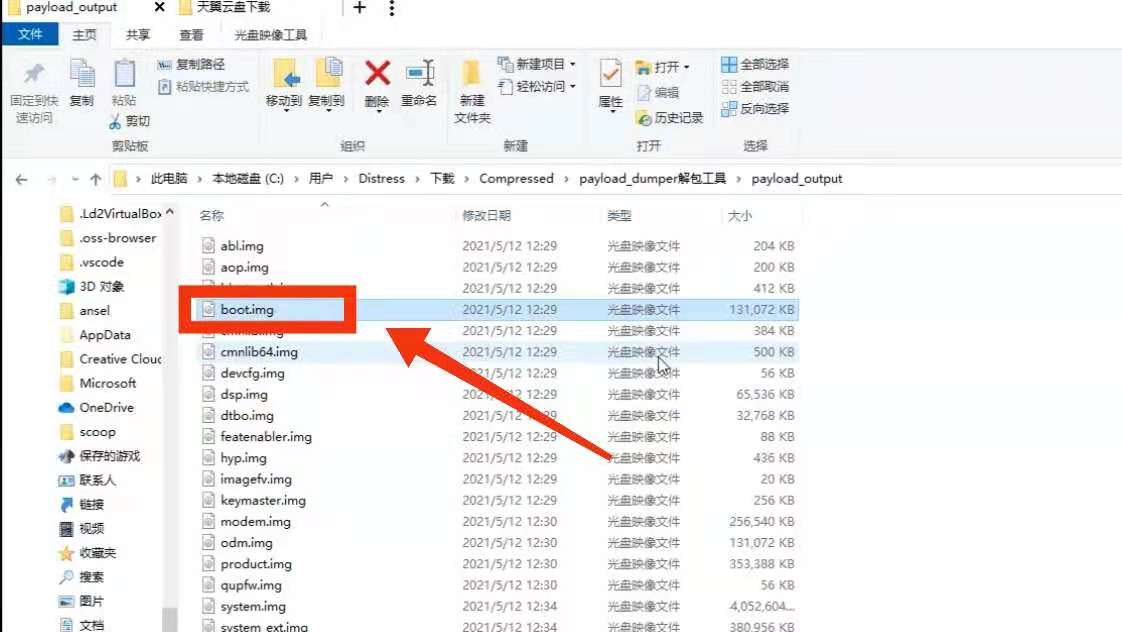 payload_output ✕ 天翼云盘下载
文件 主页 共享 查看 光盘映像工具
固定到快速访问 复制 粘贴 复制路径 粘贴快捷方式 剪切 移动到 复制到 删除 重命名 新建文件夹 新建项目 轻松访问 属性 打开 编辑 历史记录 全部选择 全部取消 反向选择
剪贴板 组织 新建 打开 选择
此电脑 › 本地磁盘 (C:) › 用户 › Distress › 下载 › Compressed › payload_dumper解包工具 › payload_output
.Ld2VirtualBox
.oss-browser
.vscode
3D 对象
ansel
AppData
Creative Cloud
Microsoft
OneDrive
scoop
保存的游戏
联系人
链接
视频
收藏夹
搜索
图片
文档
名称 修改日期 类型 大小
abl.img 2021/5/12 12:29 光盘映像文件 204 KB
aop.img 2021/5/12 12:29 光盘映像文件 200 KB
2021/5/12 12:29 光盘映像文件 412 KB
boot.img 2021/5/12 12:29 光盘映像文件 131,072 KB
2021/5/12 12:29 光盘映像文件 384 KB
cmnlib64.img 2021/5/12 12:29 光盘映像文件 500 KB
devcfg.img 2021/5/12 12:29 光盘映像文件 56 KB
dsp.img 2021/5/12 12:29 光盘映像文件 65,536 KB
dtbo.img 2021/5/12 12:29 光盘映像文件 32,768 KB
featenabler.img 2021/5/12 12:29 光盘映像文件 88 KB
hyp.img 2021/5/12 12:29 光盘映像文件 436 KB
imagefv.img 2021/5/12 12:29 光盘映像文件 20 KB
keymaster.img 2021/5/12 12:29 光盘映像文件 256 KB
modem.img 2021/5/12 12:30 光盘映像文件 256,540 KB
odm.img 2021/5/12 12:30 光盘映像文件 131,072 KB
product.img 2021/5/12 12:30 光盘映像文件 353,388 KB
qupfw.img 2021/5/12 12:30 光盘映像文件 56 KB
system.img 2021/5/12 12:34 光盘映像文件 4,052,604...
system_ext.img 2021/5/12 12:34 光盘映像文件 380,956 KB